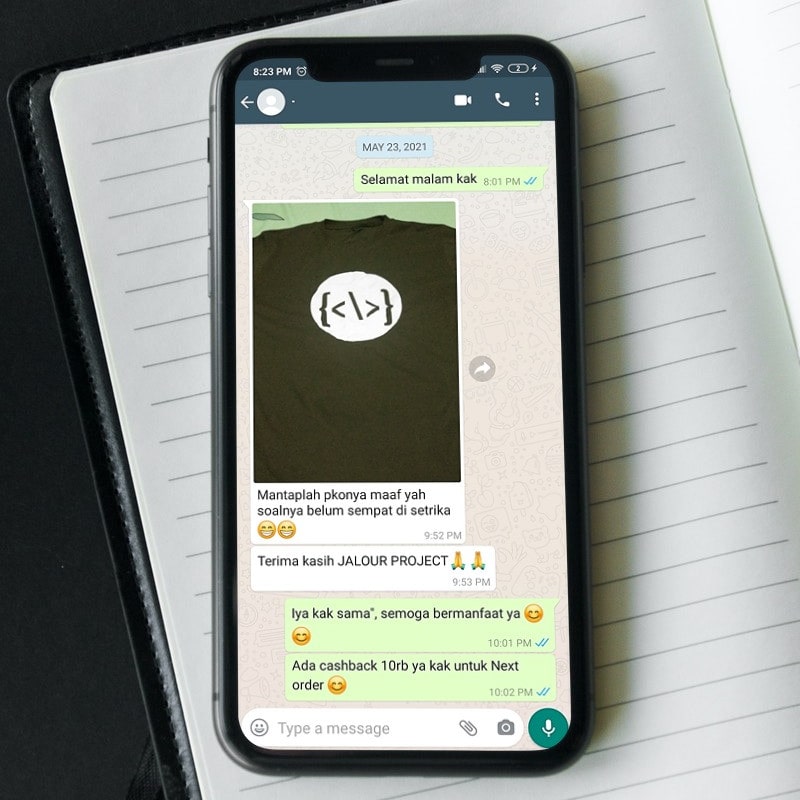 8:23 PM
2
MAY 23, 2021
Selamat malam kak 8:01 PM
{<\>}
Mantaplah pkonya maaf yah
soalnya belum sempat di setrika
😁😁 9:52 PM
Terima kasih JALOUR PROJECT🙏🙏
9:53 PM
Iya kak sama", semoga bermanfaat ya 😊
😊 10:01 PM
Ada cashback 10rb ya kak untuk Next
order 😊 10:02 PM
Type a message